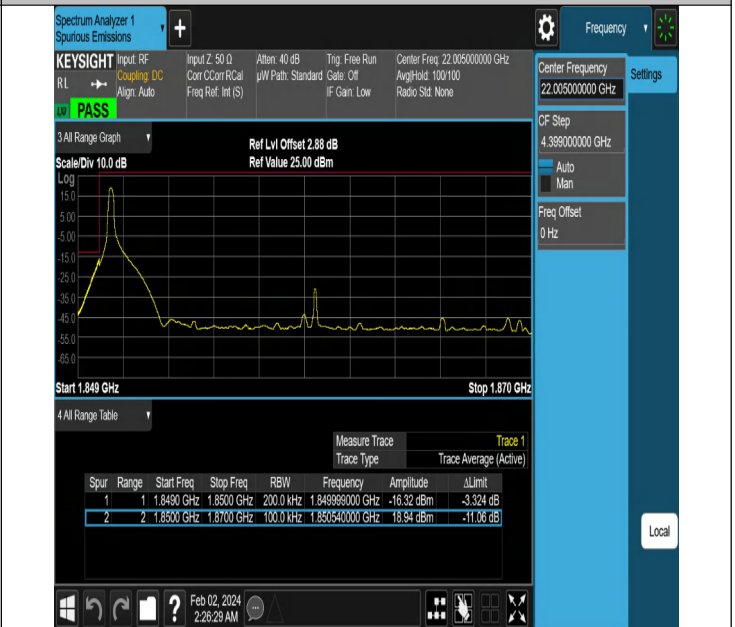 Spectrum Analyzer 1
Spurious Emissions
+
Frequency
KEYSIGHT Input: RF Input Z: 50 Ω Atten: 40 dB Trig: Free Run Center Freq: 22.005000000 GHz
RL Coupling: DC Corr CCorr RCal µW Path: Standard Gate: Off Avg|Hold: 100/100
Align: Auto Freq Ref: Int (S) IF Gain: Low Radio Std: None
PASS
Center Frequency
22.005000000 GHz
Settings
CF Step
4.399000000 GHz
Auto
Man
Freq Offset
0 Hz
3 All Range Graph
Ref Lvl Offset 2.88 dB
Scale/Div 10.0 dB Ref Value 25.00 dBm
Log
15.0
5.00
-5.00
-15.0
-25.0
-35.0
-45.0
-55.0
-65.0
Start 1.849 GHz Stop 1.870 GHz
4 All Range Table
Measure Trace Trace 1
Trace Type Trace Average (Active)
Spur Range Start Freq Stop Freq RBW Frequency Amplitude ΔLimit
1 1 1.8490 GHz 1.8500 GHz 200.0 kHz 1.849999000 GHz -16.32 dBm -3.324 dB
2 2 1.8500 GHz 1.8700 GHz 100.0 kHz 1.850540000 GHz 18.94 dBm -11.06 dB
Local
? Feb 02, 2024
2:26:29 AM